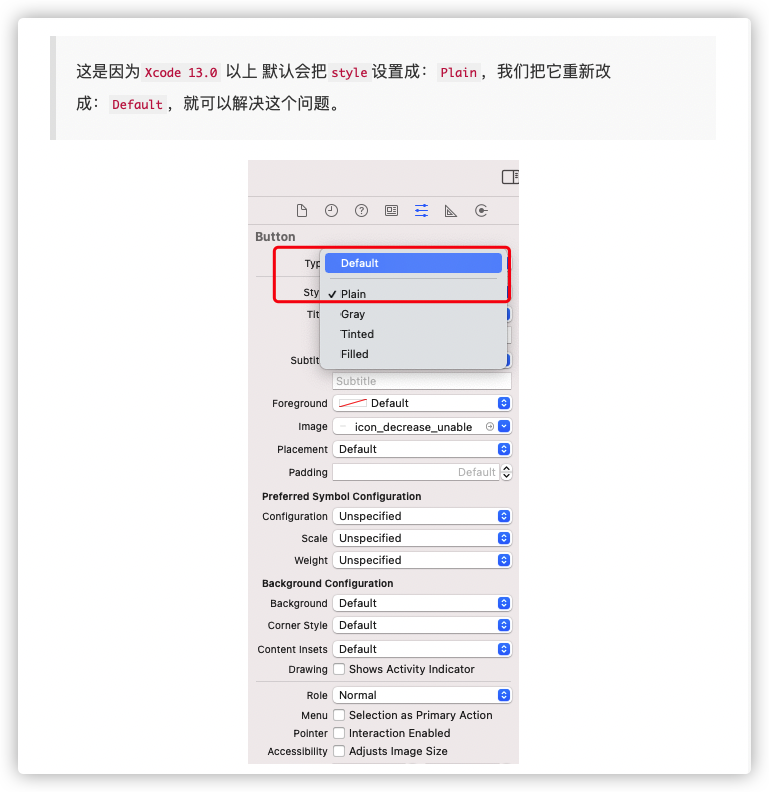 这是因为 Xcode 13.0 以上 默认会把 style 设置成: Plain ，我们把它重新改
成: Default ，就可以解决这个问题。
Button
Typ
Default
Sty
✓ Plain
Tit
Gray
Tinted
Subtit
Filled
Subtitle
Foreground Default
Image icon_decrease_unable
Placement Default
Padding Default
Preferred Symbol Configuration
Configuration Unspecified
Scale Unspecified
Weight Unspecified
Background Configuration
Background Default
Corner Style Default
Content Insets Default
Drawing Shows Activity Indicator
Role Normal
Menu Selection as Primary Action
Pointer Interaction Enabled
Accessibility Adjusts Image Size